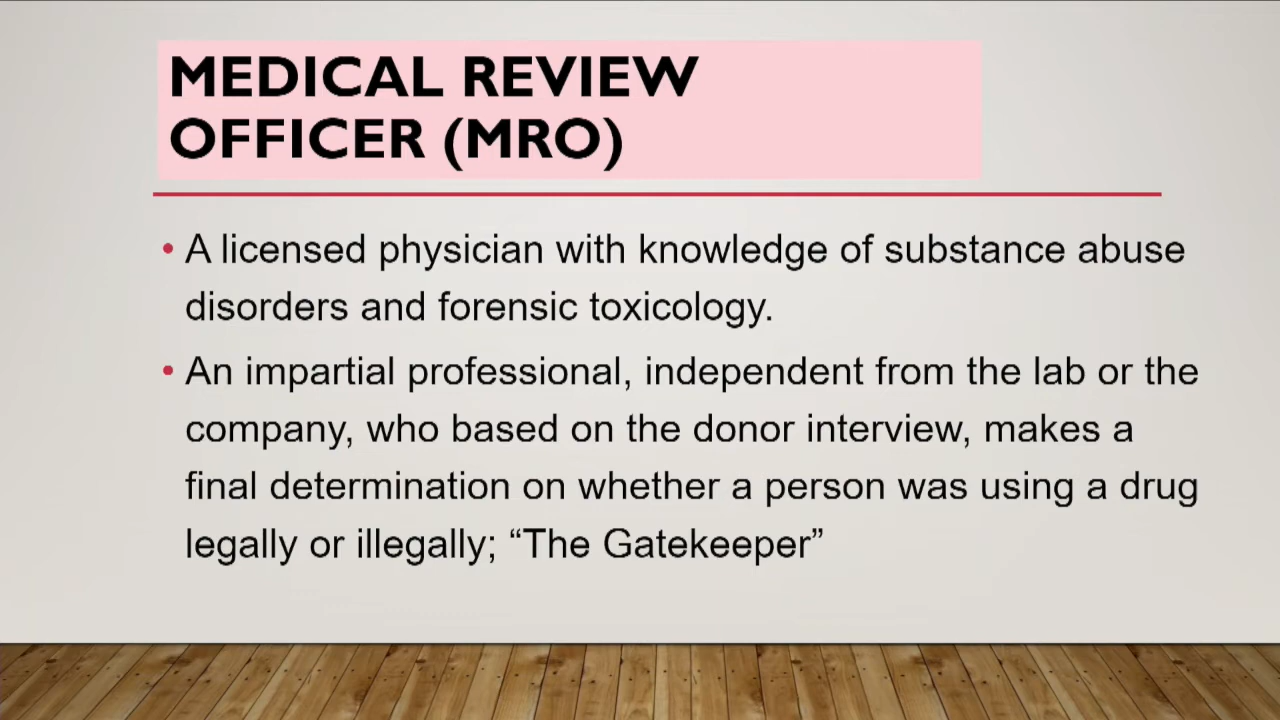 MEDICAL REVIEW
OFFICER (MRO)
• A licensed physician with knowledge of substance abuse
disorders and forensic toxicology.
• An impartial professional, independent from the lab or the
company, who based on the donor interview, makes a
final determination on whether a person was using a drug
legally or illegally; “The Gatekeeper”